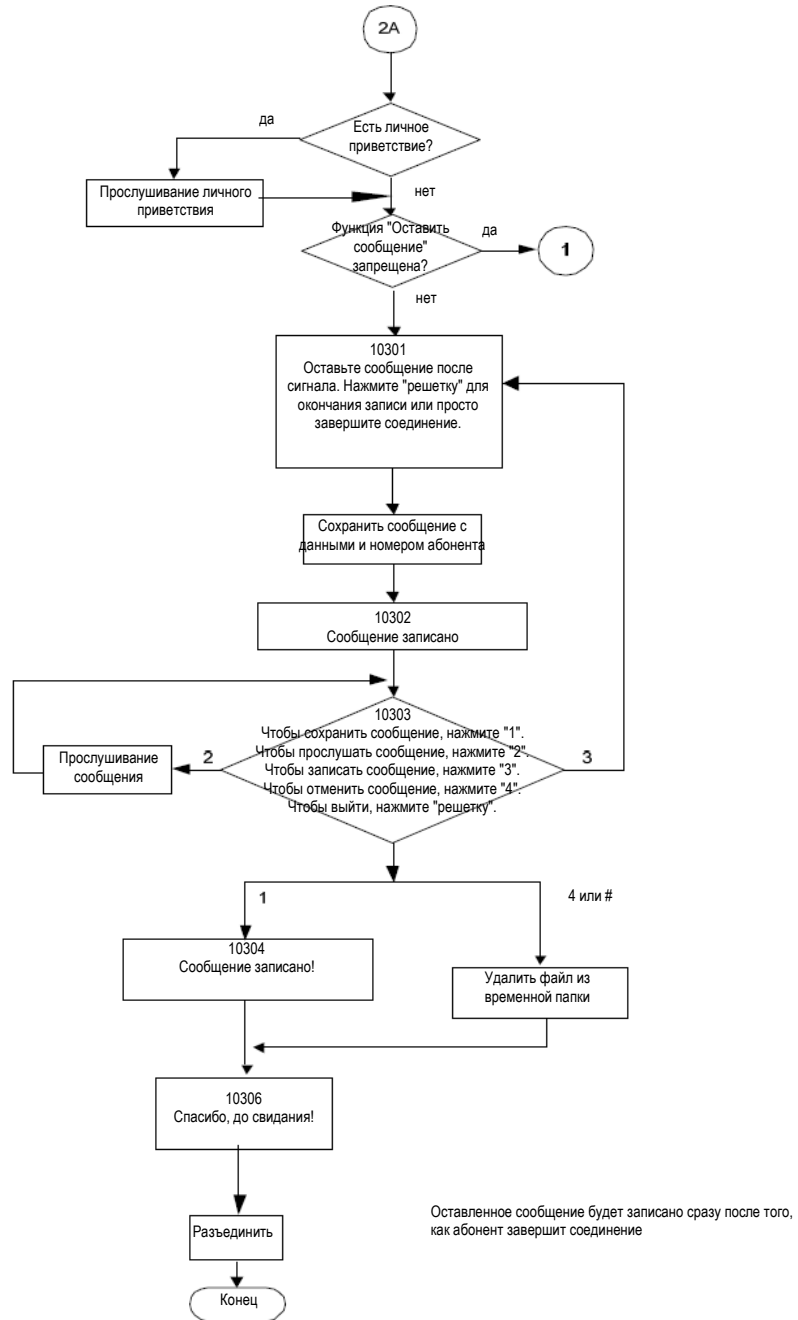 2A
Есть личное
приветствие?
да
Прослушивание личного
приветствия
нет
Функция "Оставить
сообщение"
запрещена?
да
1
нет
10301
Оставьте сообщение после
сигнала. Нажмите "решетку" для
окончания записи или просто
завершите соединение.
Сохранить сообщение с
данными и номером абонента
10302
Сообщение записано
10303
Чтобы сохранить сообщение, нажмите "1".
Чтобы прослушать сообщение, нажмите "2".
Чтобы записать сообщение, нажмите "3".
Чтобы отменить сообщение, нажмите "4".
Чтобы выйти, нажмите "решетку".
2
Прослушивание
сообщения
3
1
4 или #
10304
Сообщение записано!
Удалить файл из
временной папки
10306
Спасибо, до свидания!
Оставленное сообщение будет записано сразу после того,
как абонент завершит соединение
Разъединить
Конец